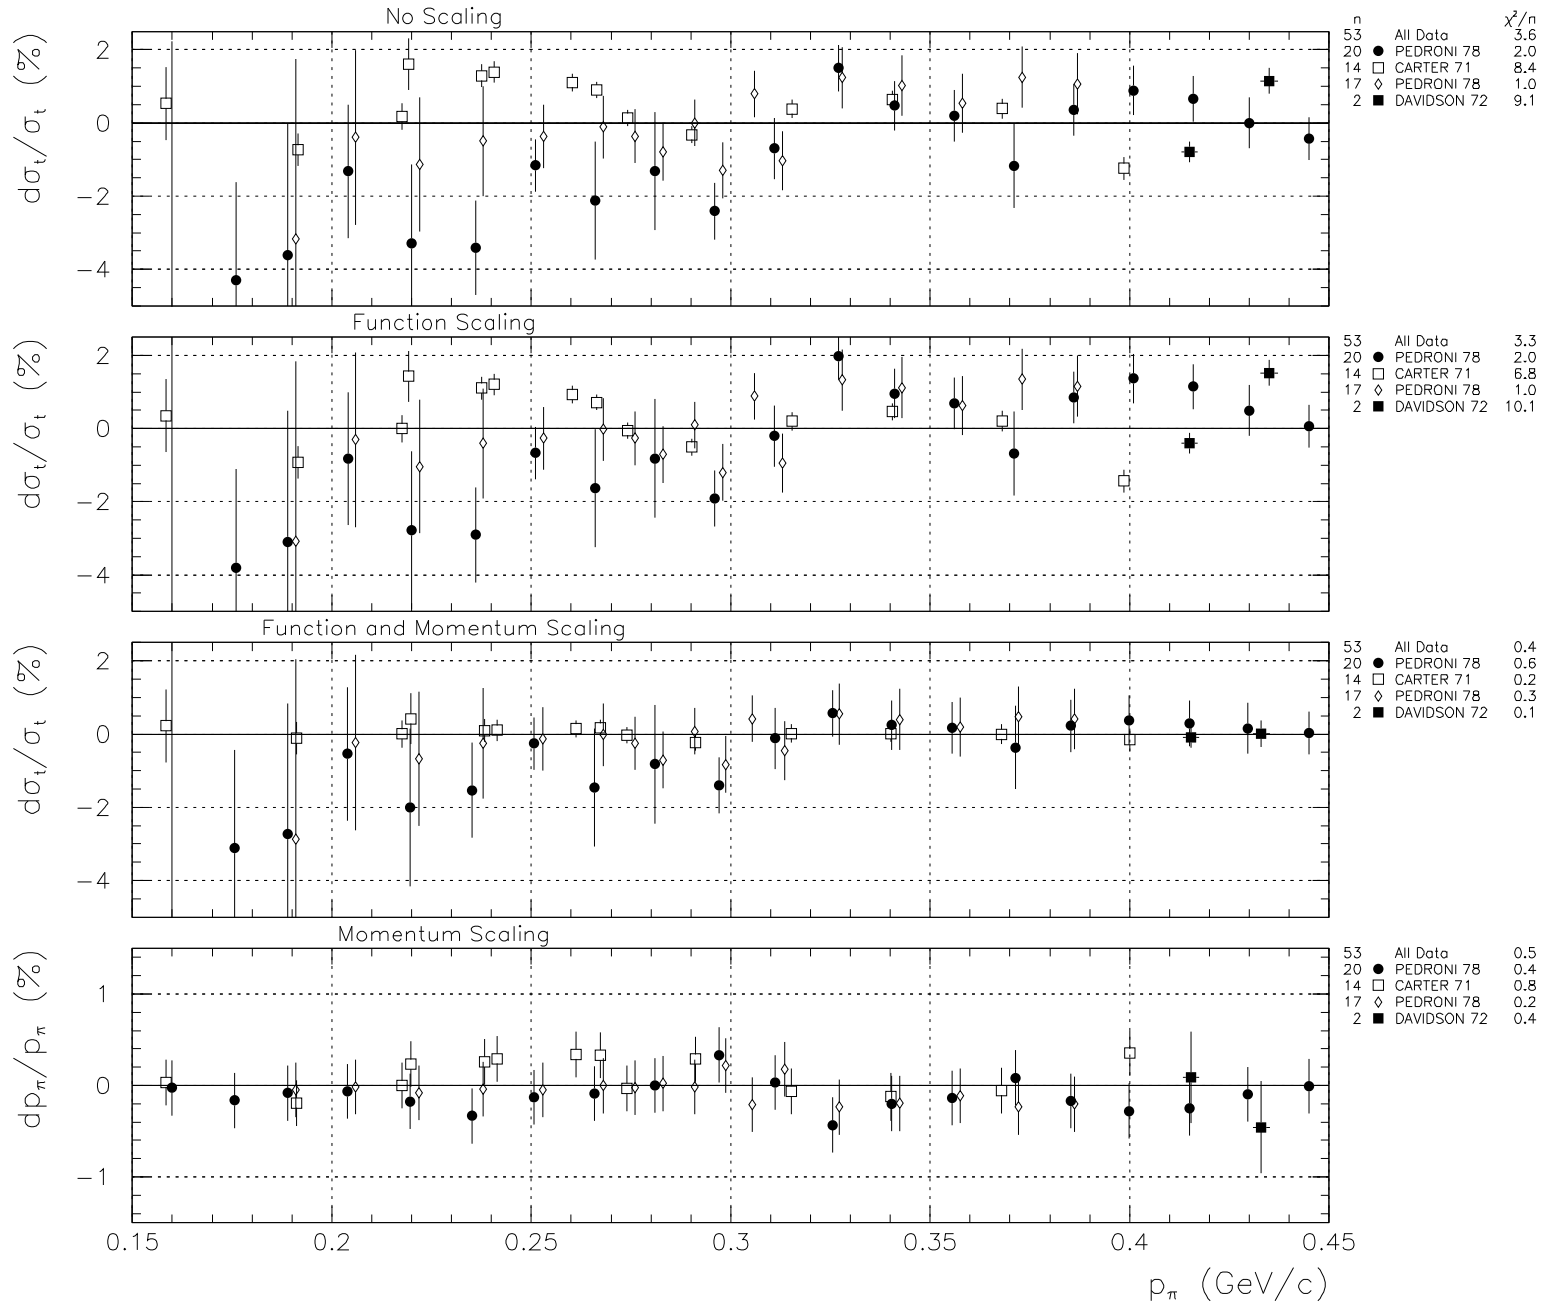 No Scaling
n χ²/n
53 All Data 3.6
20 PEDRONI 78 2.0
14 CARTER 71 8.4
17 PEDRONI 78 1.0
2 DAVIDSON 72 9.1
dσt/σt (%)
2
0
−2
−4
Function Scaling
53 All Data 3.3
20 PEDRONI 78 2.0
14 CARTER 71 6.8
17 PEDRONI 78 1.0
2 DAVIDSON 72 10.1
dσt/σt (%)
2
0
−2
−4
Function and Momentum Scaling
53 All Data 0.4
20 PEDRONI 78 0.6
14 CARTER 71 0.2
17 PEDRONI 78 0.3
2 DAVIDSON 72 0.1
dσt/σt (%)
2
0
−2
−4
Momentum Scaling
53 All Data 0.5
20 PEDRONI 78 0.4
14 CARTER 71 0.8
17 PEDRONI 78 0.2
2 DAVIDSON 72 0.4
dpπ/pπ (%)
1
0
−1
0.15 0.2 0.25 0.3 0.35 0.4 0.45
pπ (GeV/c)